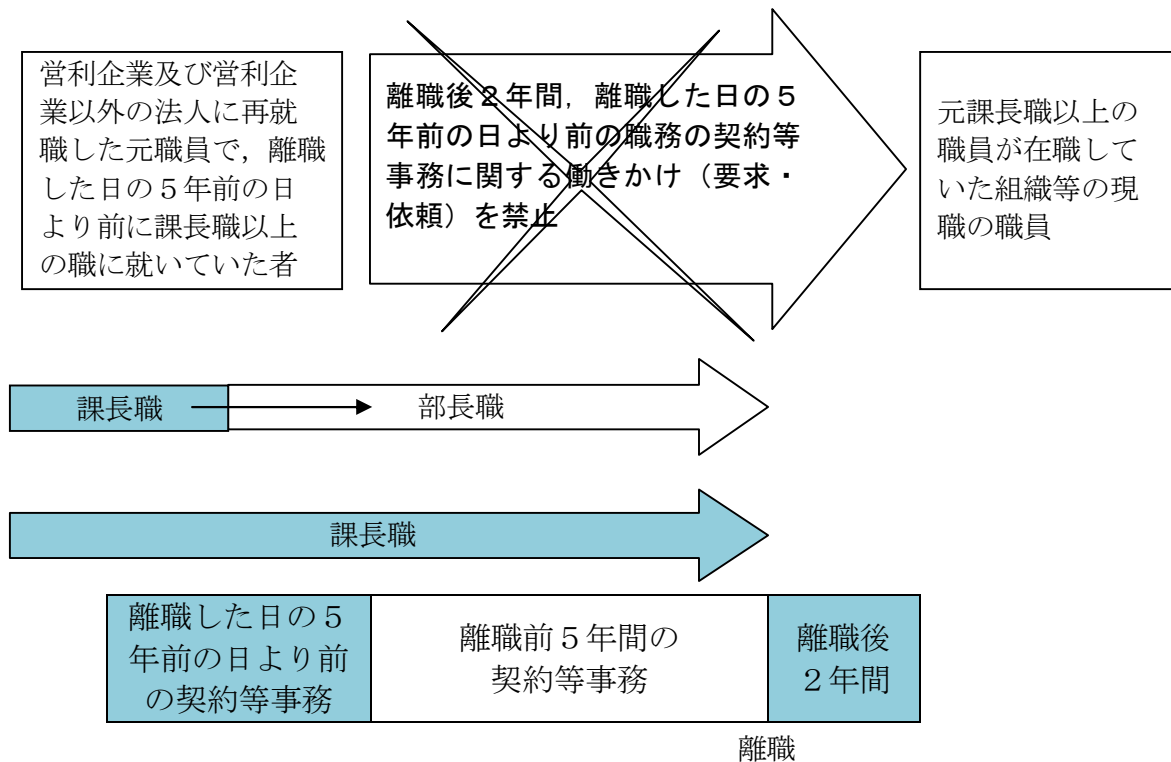 営利企業及び営利企
業以外の法人に再就
職した元職員で，離職
した日の５年前の日
より前に課長職以上
の職に就いていた者
離職後２年間，離職した日の５
年前の日より前の職務の契約等
事務に関する働きかけ（要求・
依頼）を禁止
元課長職以上の
職員が在職して
いた組織等の現
職の職員
課長職
部長職
課長職
離職した日の５
年前の日より前
の契約等事務
離職前５年間の
契約等事務
離職後
２年間
離職